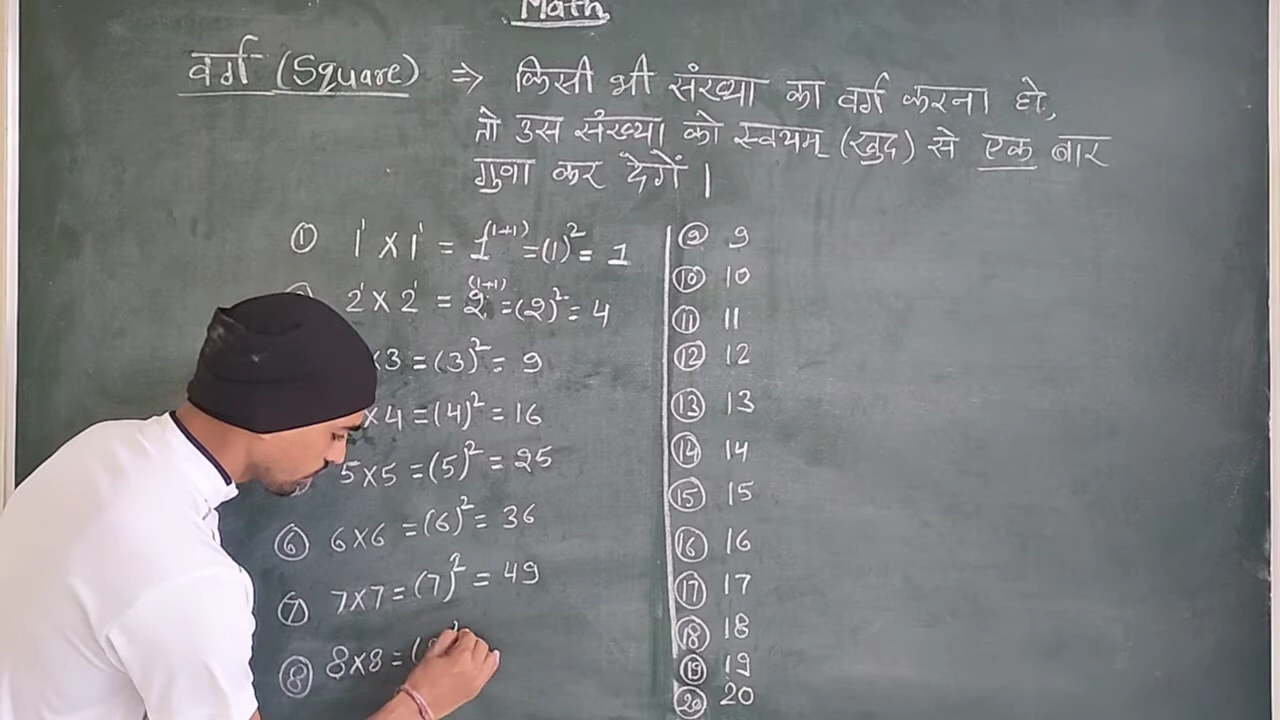 Math
वर्ग (Square) ⇒ किसी भी संख्या का वर्ग करना हो,
तो उस संख्या को स्वयम् (खुद) से एक बार
गुणा कर देगें।
① 1¹ × 1¹ = 1⁽¹⁺¹⁾ = (1)² = 1
2¹ × 2¹ = 2⁽¹⁺¹⁾ = (2)² = 4
×3 = (3)² = 9
×4 = (4)² = 16
5×5 = (5)² = 25
⑥ 6×6 = (6)² = 36
⑦ 7×7 = (7)² = 49
⑧ 8×8 = (
⑨ 9
⑩ 10
⑪ 11
⑫ 12
⑬ 13
⑭ 14
⑮ 15
⑯ 16
⑰ 17
⑱ 18
⑲ 19
⑳ 20